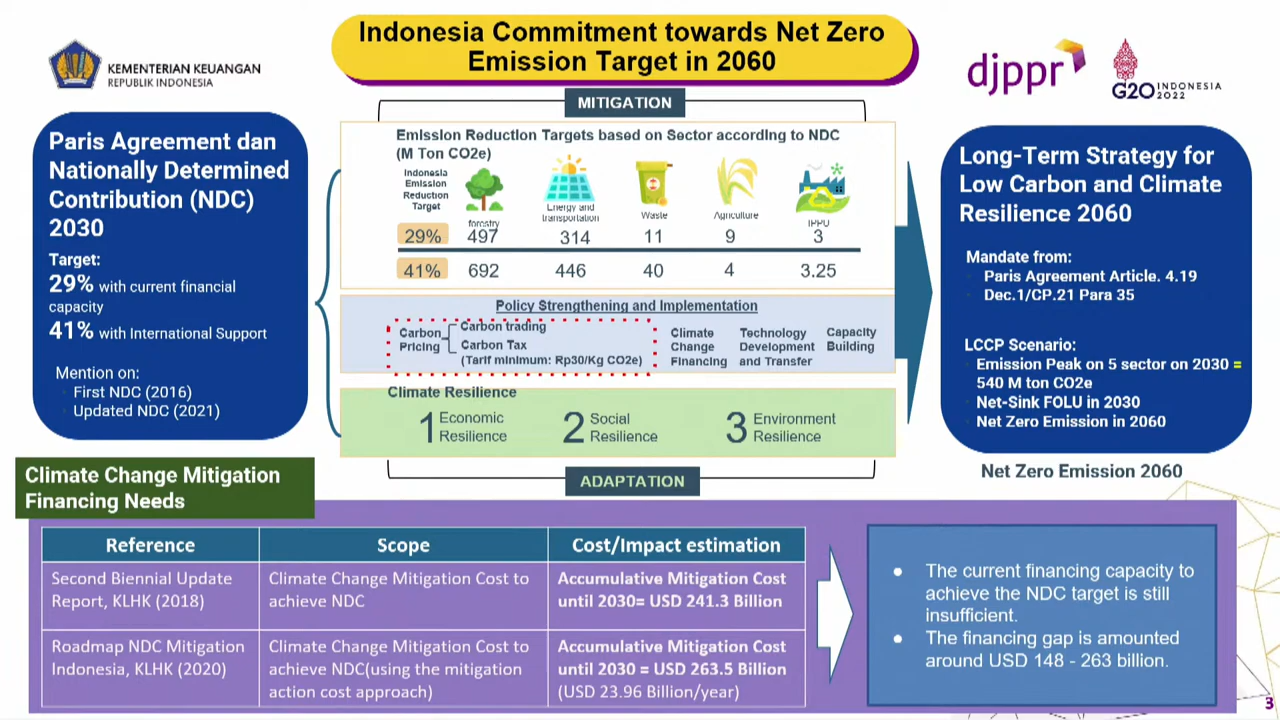 KEMENTERIAN KEUANGAN
REPUBLIK INDONESIA
Indonesia Commitment towards Net Zero
Emission Target in 2060
djppr
G20 INDONESIA
2022
Paris Agreement dan
Nationally Determined
Contribution (NDC)
2030
Target:
29% with current financial
capacity
41% with International Support
Mention on:
First NDC (2016)
Updated NDC (2021)
MITIGATION
Emission Reduction Targets based on Sector according to NDC
(M Ton CO2e)
Indonesia
Emission
Reduction
Target
forestry
Energy and
transportation
Waste
Agriculture
IPPU
29% 497 314 11 9 3
41% 692 446 40 4 3.25
Policy Strengthening and Implementation
Carbon
Pricing
Carbon trading
Carbon Tax
(Tarif minimum: Rp30/Kg CO2e)
Climate
Change
Financing
Technology
Development
and Transfer
Capacity
Building
Climate Resilience
1 Economic
Resilience
2 Social
Resilience
3 Environment
Resilience
ADAPTATION
Long-Term Strategy for
Low Carbon and Climate
Resilience 2060
Mandate from:
Paris Agreement Article. 4.19
Dec.1/CP.21 Para 35
LCCP Scenario:
Emission Peak on 5 sector on 2030 =
540 M ton CO2e
Net-Sink FOLU in 2030
Net Zero Emission in 2060
Net Zero Emission 2060
Climate Change Mitigation
Financing Needs
Reference Scope Cost/Impact estimation
Second Biennial Update
Report, KLHK (2018)
Climate Change Mitigation Cost to
achieve NDC
Accumulative Mitigation Cost
until 2030= USD 241.3 Billion
Roadmap NDC Mitigation
Indonesia, KLHK (2020)
Climate Change Mitigation Cost to
achieve NDC(using the mitigation
action cost approach)
Accumulative Mitigation Cost
until 2030 = USD 263.5 Billion
(USD 23.96 Billion/year)
● The current financing capacity to
achieve the NDC target is still
insufficient.
● The financing gap is amounted
around USD 148 - 263 billion.
3